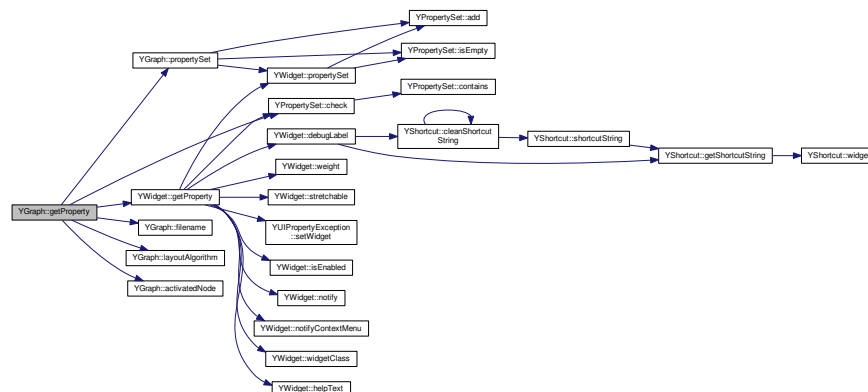 YPropertySet::add
YGraph::propertySet
YPropertySet::isEmpty
YWidget::propertySet
YPropertySet::contains
YPropertySet::check
YWidget::debugLabel
YShortcut::cleanShortcut
String
YShortcut::shortcutString
YShortcut::getShortcutString
YShortcut::widget
YWidget::weight
YWidget::getProperty
YWidget::stretchable
YGraph::getProperty
YGraph::filename
YUIPropertyException
::setWidget
YGraph::layoutAlgorithm
YWidget::isEnabled
YGraph::activatedNode
YWidget::notify
YWidget::notifyContextMenu
YWidget::widgetClass
YWidget::helpText